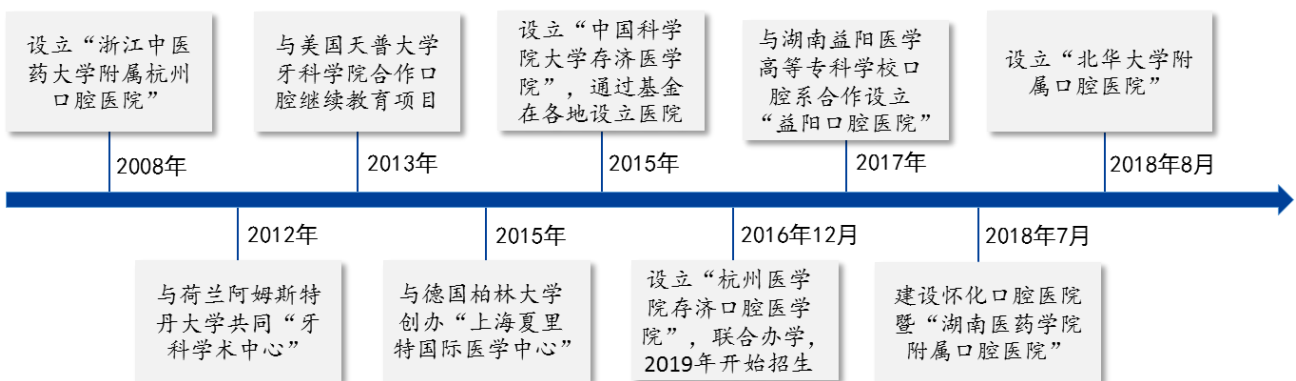 设立“浙江中医
药大学附属杭州
口腔医院”
2008年
与荷兰阿姆斯特
丹大学共同“牙
科学术中心”
2012年
与美国天普大学
牙科学院合作口
腔继续教育项目
2013年
与德国柏林大学
创办“上海夏里
特国际医学中心”
2015年
设立“中国科学
院大学存济医学
院”，通过基金
在各地设立医院
2015年
设立“杭州医学
院存济口腔医学
院”，联合办学，
2019年开始招生
2016年12月
与湖南益阳医学
高等专科学校口
腔系合作设立
“益阳口腔医院”
2017年
建设怀化口腔医院
暨“湖南医药学院
附属口腔医院”
2018年7月
设立“北华大学附
属口腔医院”
2018年8月